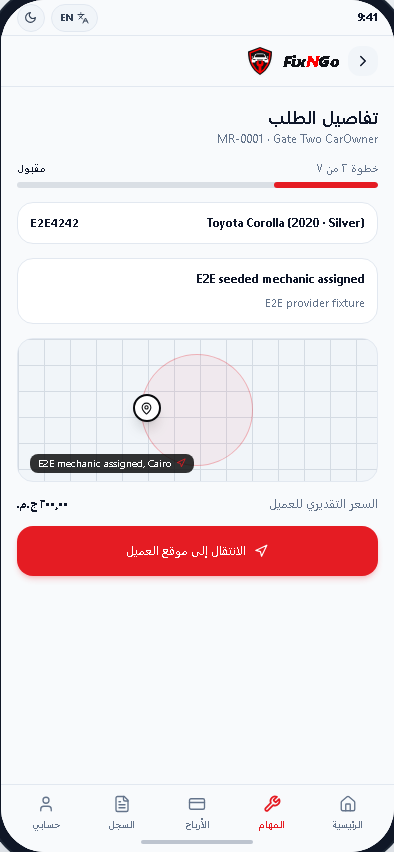 9:41
EN
FixNGo
تفاصيل الطلب
MR-0001 · Gate Two CarOwner
خطوة ٢ من ٧
مقبول
Toyota Corolla (2020 · Silver)
E2E4242
E2E seeded mechanic assigned
E2E provider fixture
E2E mechanic assigned, Cairo
السعر التقديري للعميل
٢٠٠٫٠٠ ج.م.
الانتقال إلى موقع العميل
الرئيسية
المهام
الأرباح
السجل
حسابي